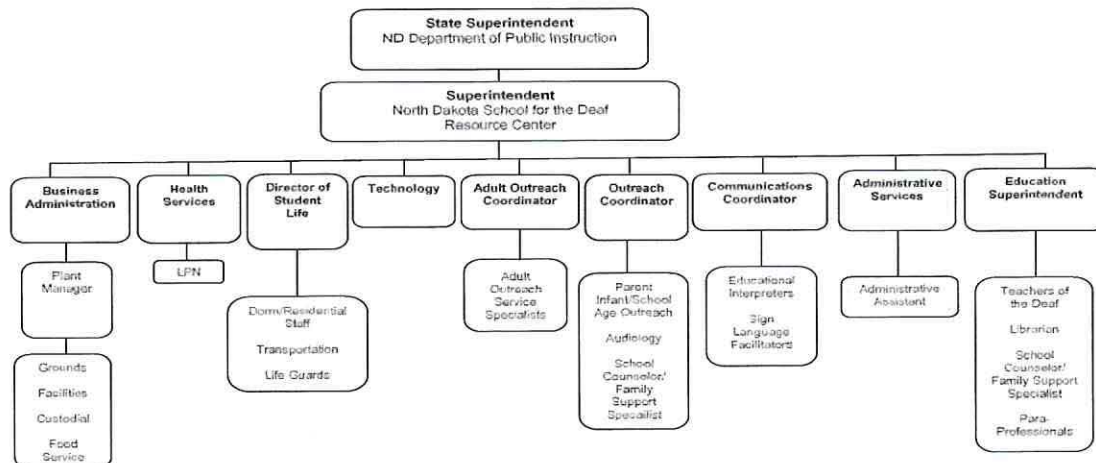 State Superintendent
ND Department of Public Instruction
Superintendent
North Dakota School for the Deaf
Resource Center
Business
Administration
Health
Services
Director of
Student
Life
Technology
Adult Outreach
Coordinator
Outreach
Coordinator
Communications
Coordinator
Administrative
Services
Education
Superintendent
Plant
Manager
Grounds
Facilities
Custodial
Food
Service
LPN
Dorm/Residential
Staff
Transportation
Life Guards
Adult
Outreach
Service
Specialists
Parent
Infant/School
Age Outreach
Audiology
School
Counselor/
Family
Support
Specialist
Educational
Interpreters
Sign
Language
Facilitators
Administrative
Assistant
Teachers of
the Deaf
Librarian
School
Counselor/
Family Support
Specialist
Para-
Professionals